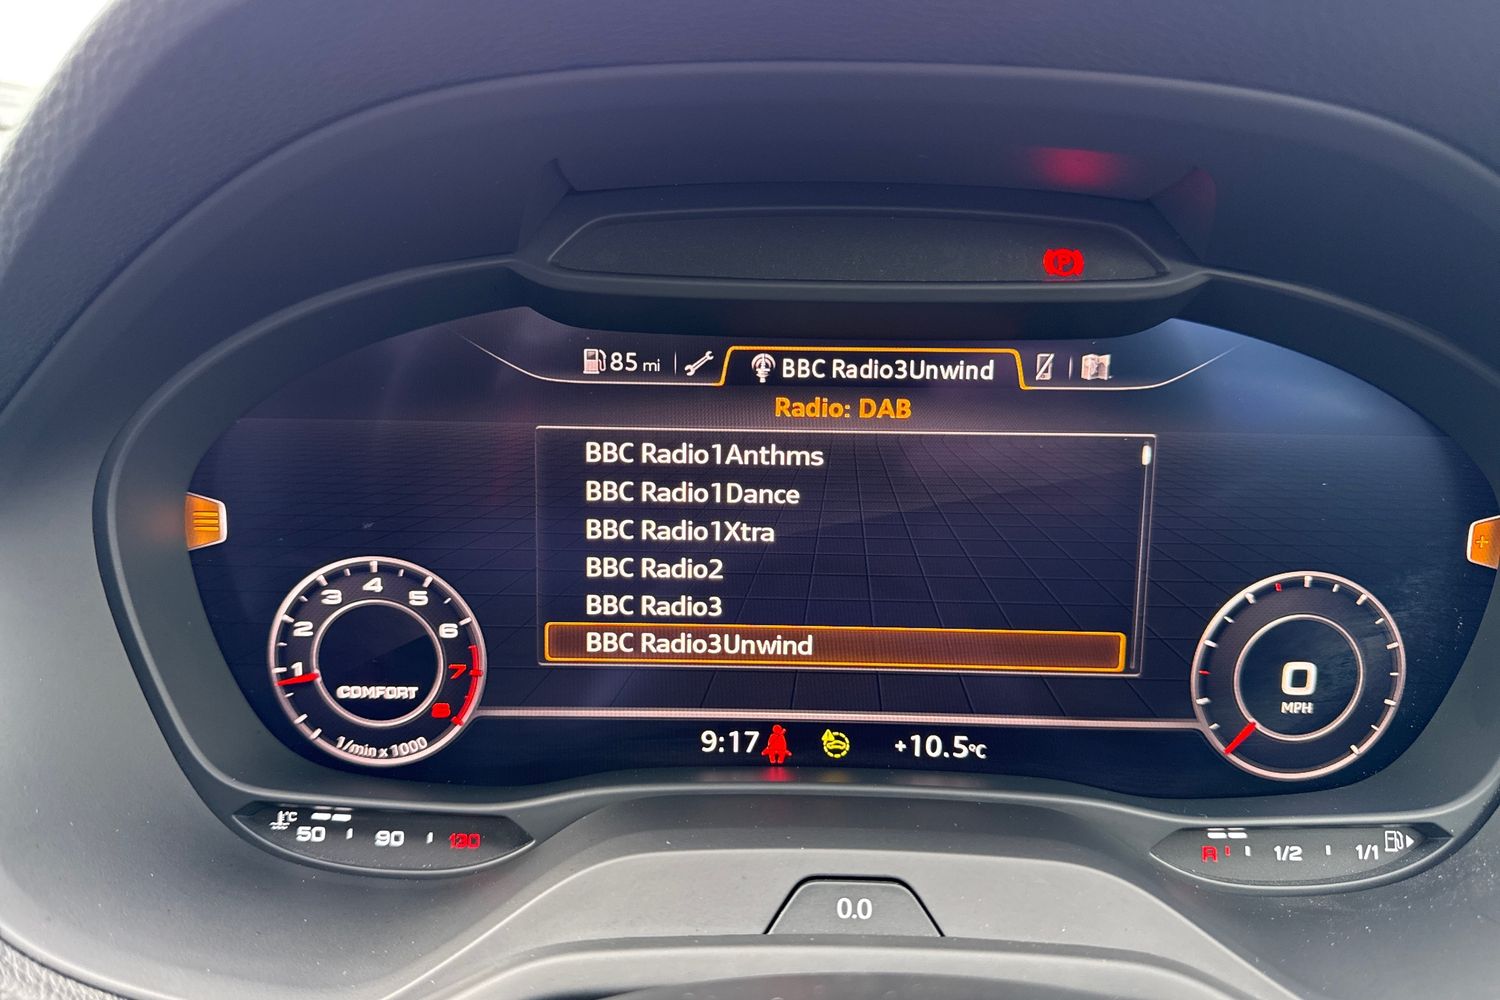 P
85 mi
BBC Radio3Unwind
Radio: DAB
BBC Radio1Anthms
BBC Radio1Dance
BBC Radio1Xtra
BBC Radio2
BBC Radio3
BBC Radio3Unwind
1 2 3 4 5 6 7 8
COMFORT
1/min x 1000
0
MPH
9:17
+10.5°C
°C
50 90 130
R 1/2 1/1
0.0